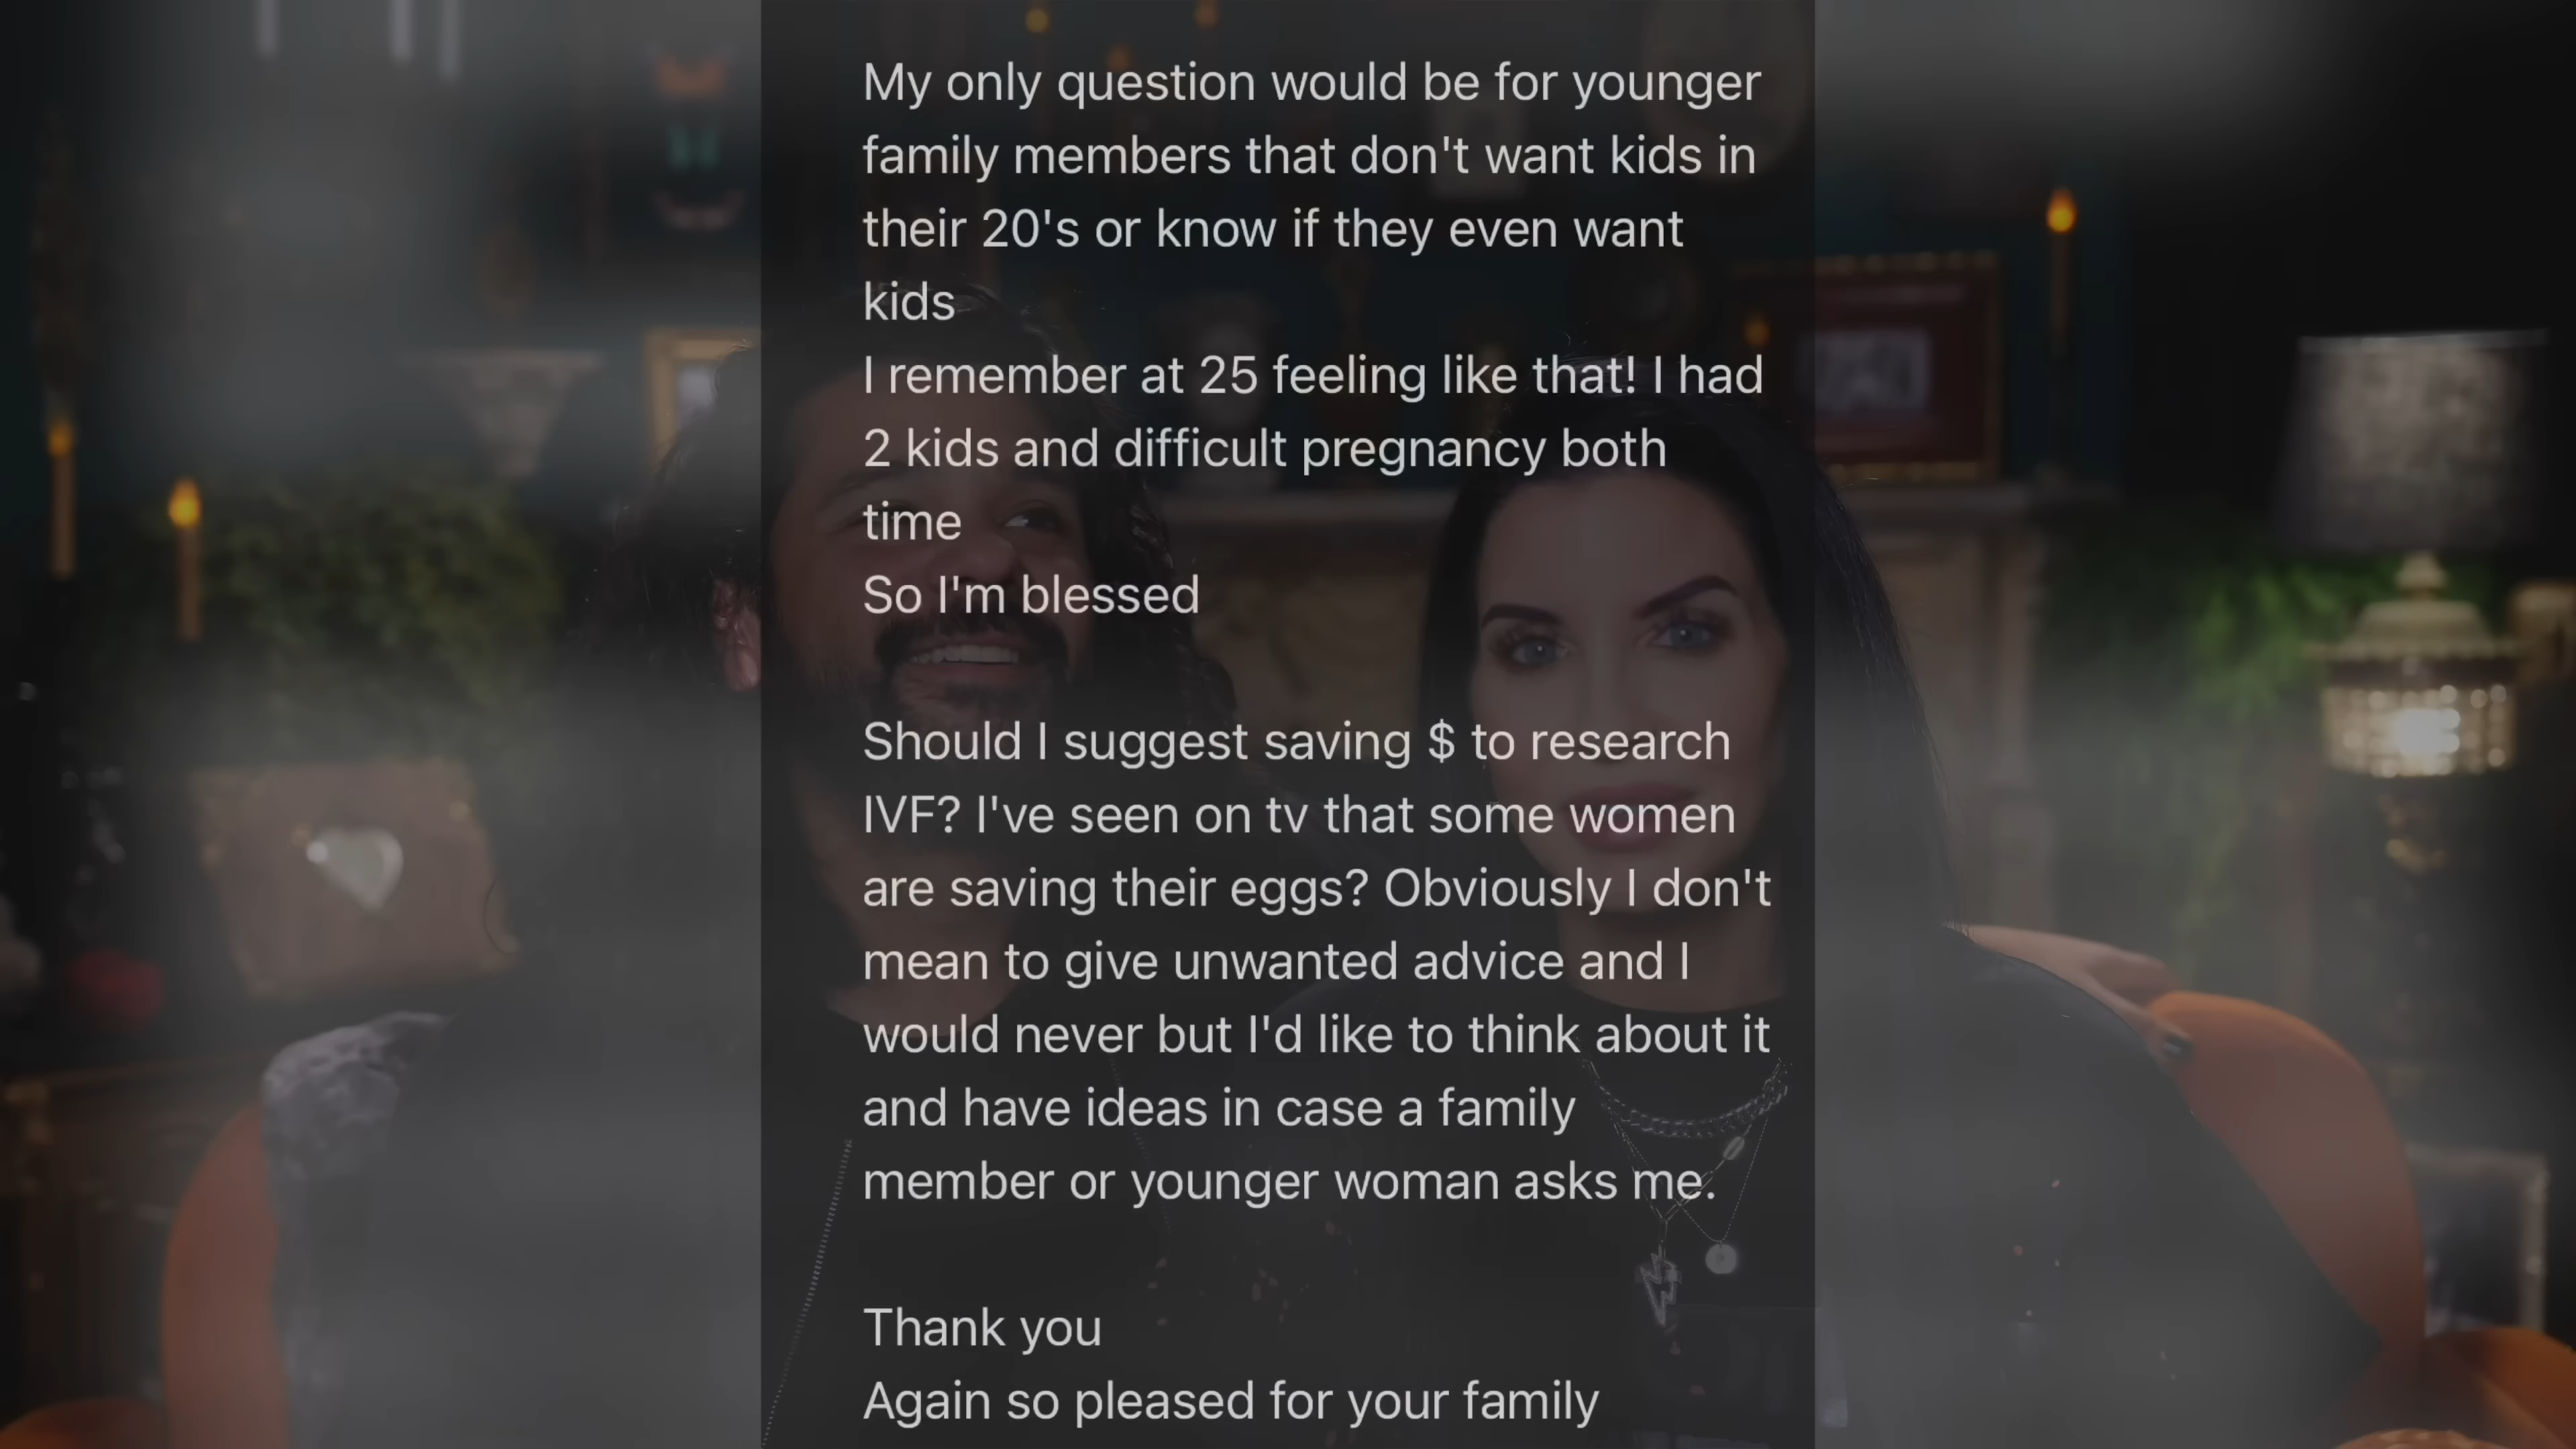 My only question would be for younger
family members that don't want kids in
their 20's or know if they even want
kids
I remember at 25 feeling like that! I had
2 kids and difficult pregnancy both
time
So I'm blessed
Should I suggest saving $ to research
IVF? I've seen on tv that some women
are saving their eggs? Obviously I don't
mean to give unwanted advice and I
would never but I'd like to think about it
and have ideas in case a family
member or younger woman asks me.
Thank you
Again so pleased for your family